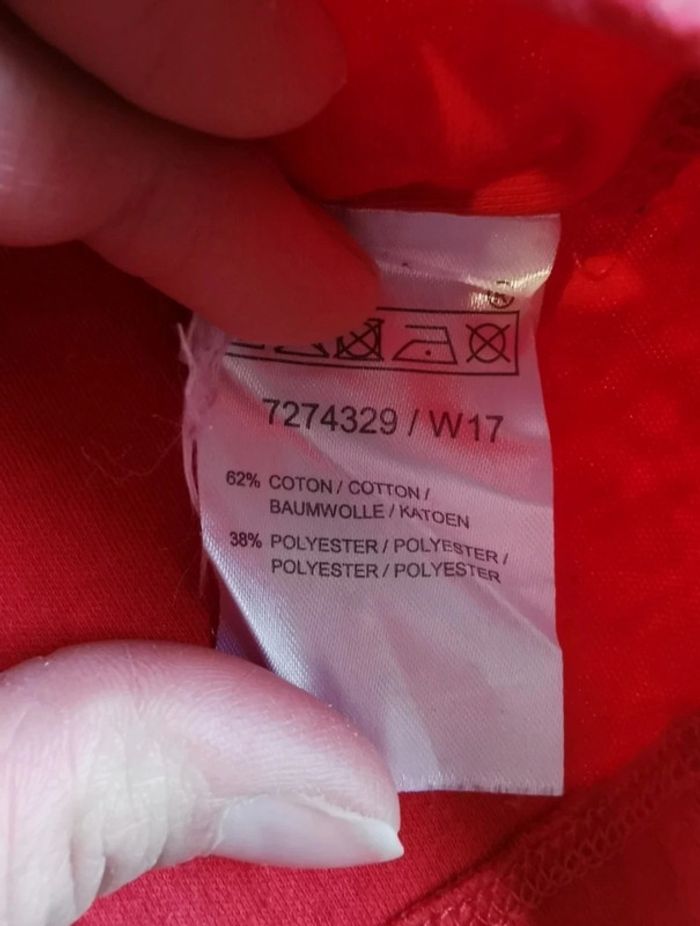 7274329 / W17
62% COTON / COTTON /
BAUMWOLLE / KATOEN
38% POLYESTER / POLYESTER /
POLYESTER / POLYESTER